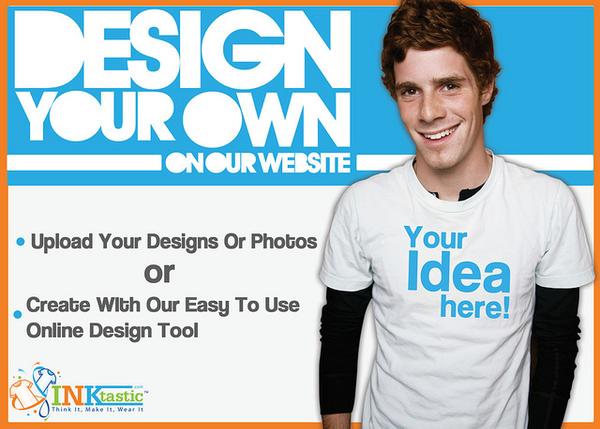 DESIGN
YOUR OWN
ON OUR WEBSITE
• Upload Your Designs Or Photos
or
• Create With Our Easy To Use
Online Design Tool
Your
Idea
here!
INKtastic.com™
Think It, Make It, Wear It